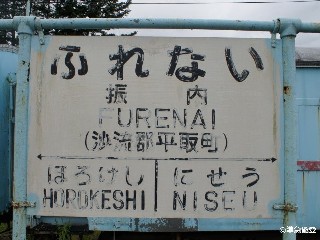 ふれない
振内
FURENAI
(沙流郡平取町)
ほろけし にせう
HOROKESHI NISEU